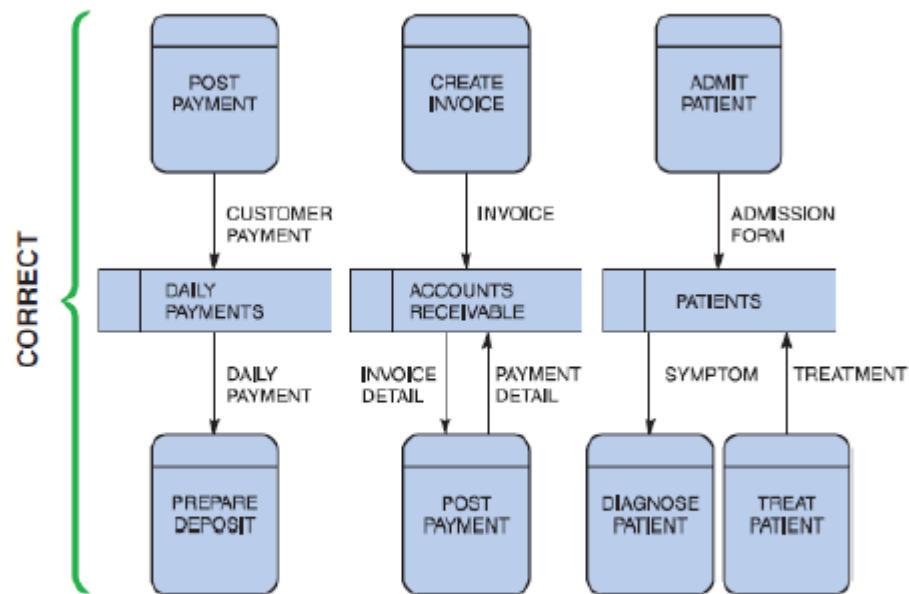 CORRECT
POST
PAYMENT
CREATE
INVOICE
ADMIT
PATIENT
CUSTOMER
PAYMENT
INVOICE
ADMISSION
FORM
DAILY
PAYMENTS
ACCOUNTS
RECEIVABLE
PATIENTS
DAILY
PAYMENT
INVOICE
DETAIL
PAYMENT
DETAIL
SYMPTOM
TREATMENT
PREPARE
DEPOSIT
POST
PAYMENT
DIAGNOSE
PATIENT
TREAT
PATIENT